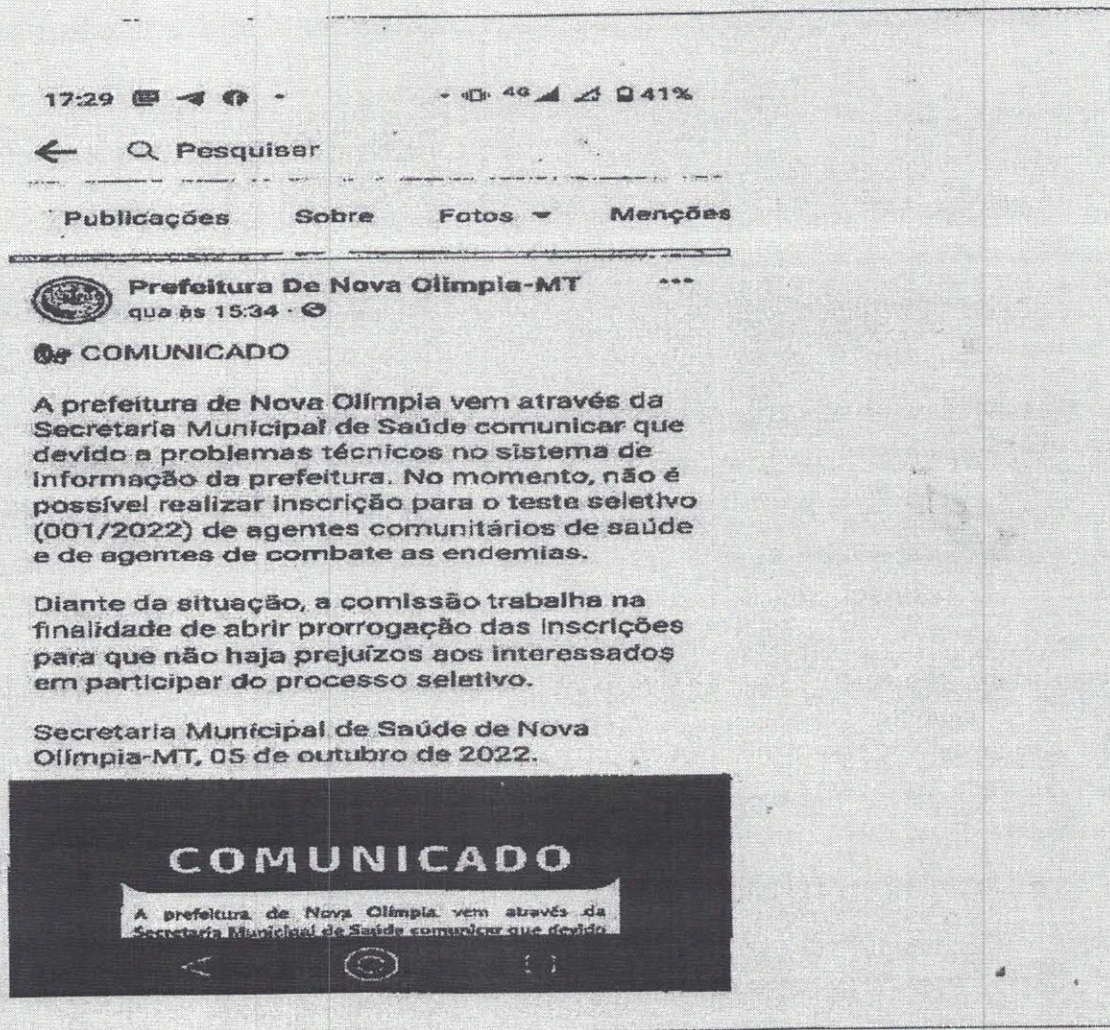 17:29 4G 41%
Pesquisar
Publicações Sobre Fotos Menções
Prefeitura De Nova Olímpia-MT
qua às 15:34
COMUNICADO
A prefeitura de Nova Olímpia vem através da
Secretaria Municipal de Saúde comunicar que
devido a problemas técnicos no sistema de
informação da prefeitura. No momento, não é
possível realizar inscrição para o teste seletivo
(001/2022) de agentes comunitários de saúde
e de agentes de combate as endemias.
Diante da situação, a comissão trabalha na
finalidade de abrir prorrogação das inscrições
para que não haja prejuízos aos interessados
em participar do processo seletivo.
Secretaria Municipal de Saúde de Nova
Olímpia-MT, 05 de outubro de 2022.
COMUNICADO
A prefeitura de Nova Olímpia vem através da
Secretaria Municipal de Saúde comunicar que devido